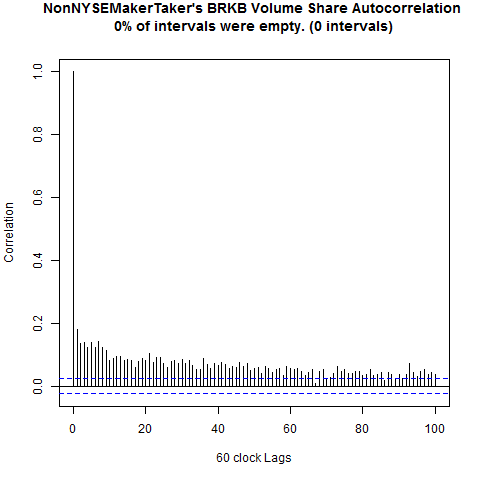 NonNYSEMakerTaker's BRKB Volume Share Autocorrelation
0% of intervals were empty. (0 intervals)
1.0
0.8
0.6
0.4
0.2
0.0
Correlation
0 20 40 60 80 100
60 clock Lags